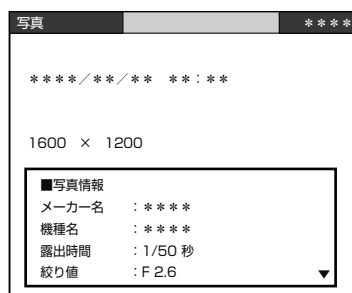 写真 ****
****/**/** **:**
1600 × 1200
■写真情報
メーカー名 :****
機種名 :****
露出時間 :1/50 秒
絞り値 :F 2.6 ▼